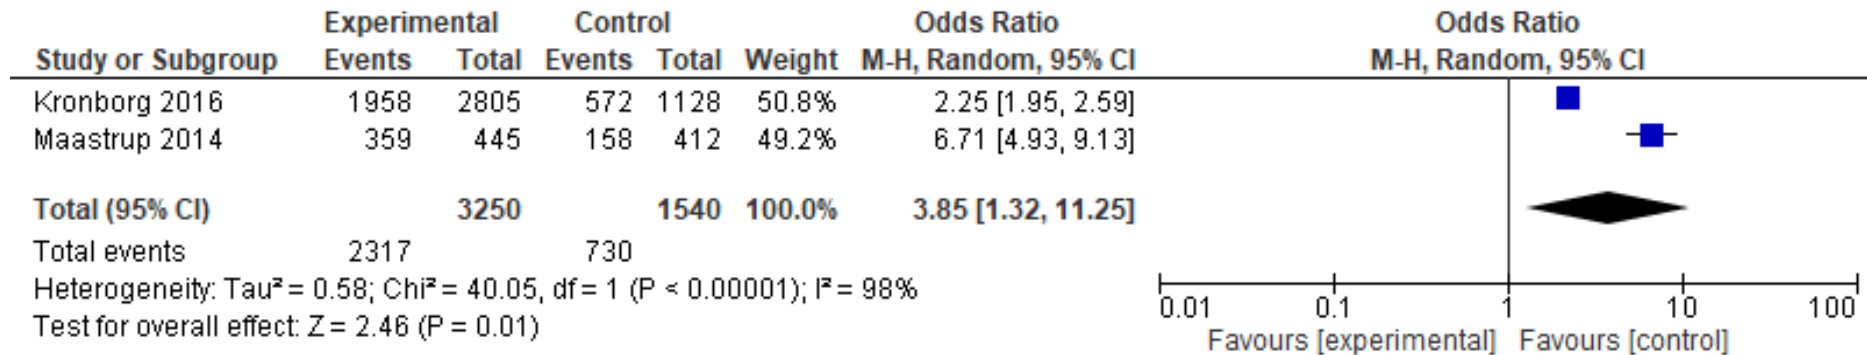 Experimental Control Odds Ratio Odds Ratio
Study or Subgroup Events Total Events Total Weight M-H, Random, 95% CI M-H, Random, 95% CI
Kronborg 2016 1958 2805 572 1128 50.8% 2.25 [1.95, 2.59]
Maastrup 2014 359 445 158 412 49.2% 6.71 [4.93, 9.13]
Total (95% CI) 3250 1540 100.0% 3.85 [1.32, 11.25]
Total events 2317 730
Heterogeneity: Tau² = 0.58; Chi² = 40.05, df = 1 (P < 0.00001); I² = 98%
Test for overall effect: Z = 2.46 (P = 0.01)
0.01 0.1 1 10 100
Favours [experimental] Favours [control]